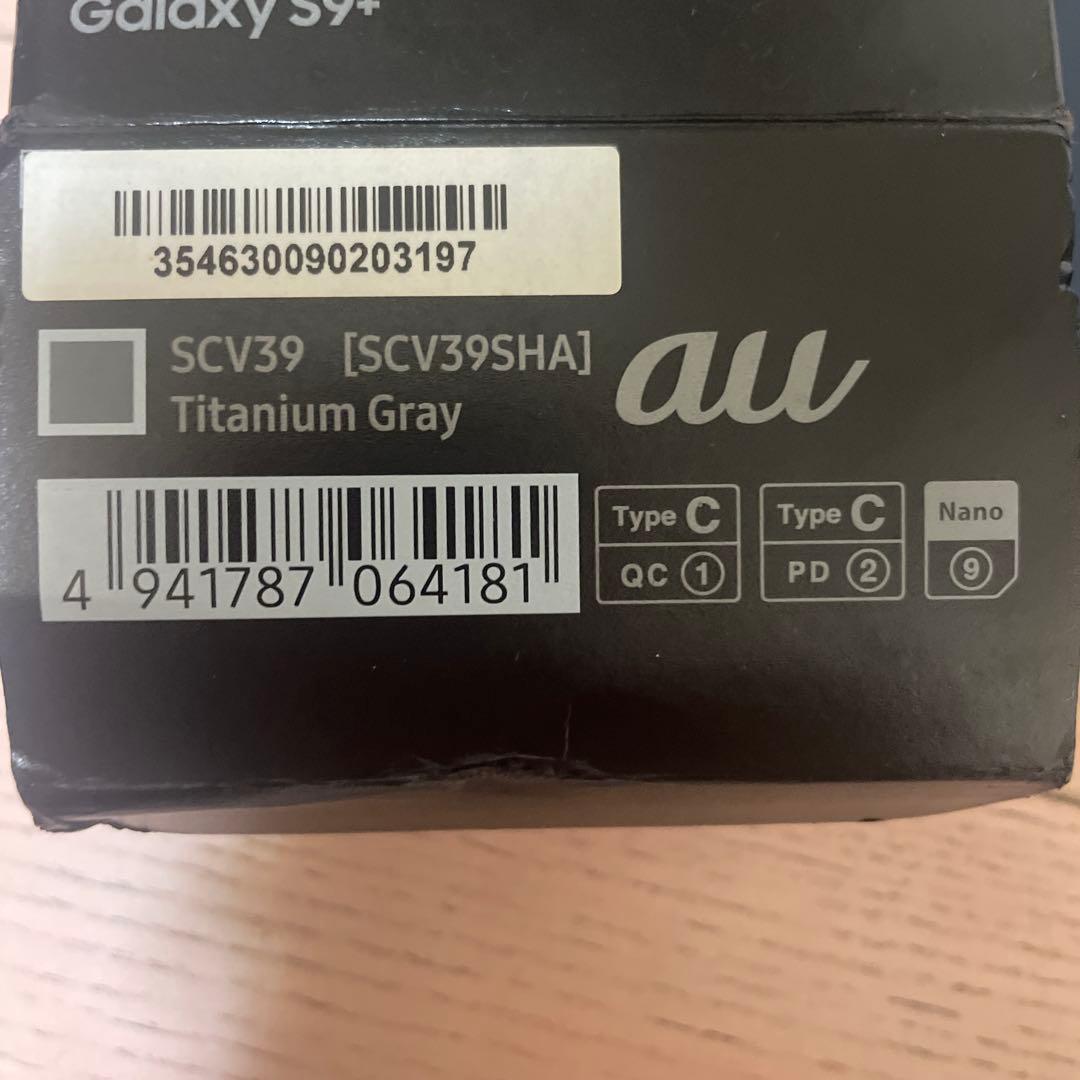 Galaxy S9+
354630090203197
SCV39 [SCV39SHA]
Titanium Gray
au
4 941787 064181
Type C
QC ①
Type C
PD ②
Nano
⑨